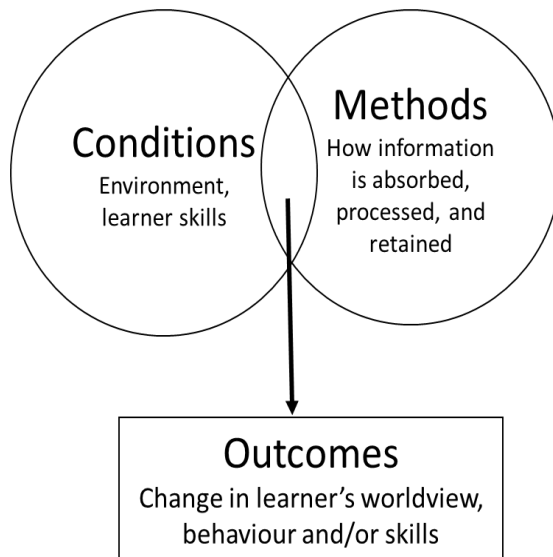 Conditions
Environment,
learner skills
Methods
How information
is absorbed,
processed, and
retained
Outcomes
Change in learner's worldview,
behaviour and/or skills